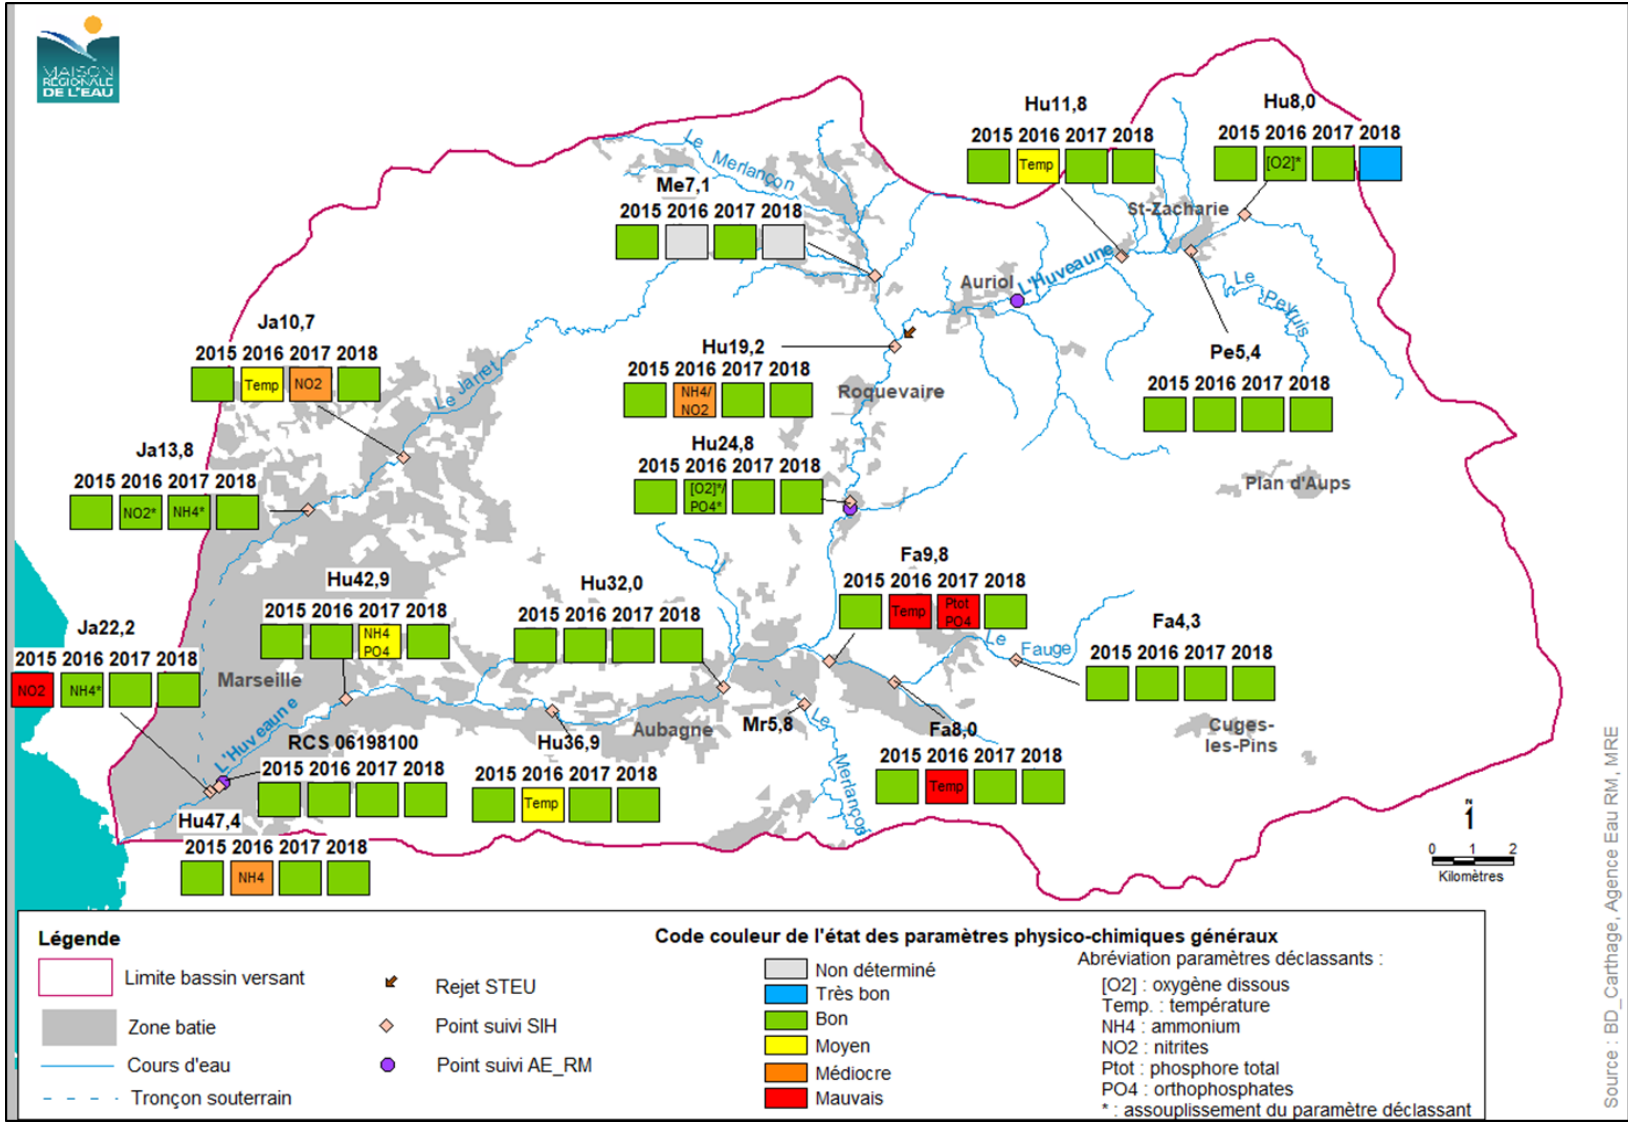 MAISON
RÉGIONALE
DE L'EAU
Hu11,8
2015 2016 2017 2018
Temp
Hu8,0
2015 2016 2017 2018
[O2]*
Le Merlançon
Me7,1
2015 2016 2017 2018
St-Zacharie
L'Huveaune
Auriol
Le Peyruis
Ja10,7
2015 2016 2017 2018
Temp NO2
Le Jarret
Hu19,2
2015 2016 2017 2018
NH4/
NO2
Roquevaire
Pe5,4
2015 2016 2017 2018
Ja13,8
2015 2016 2017 2018
NO2* NH4*
Hu24,8
2015 2016 2017 2018
[O2]*/
PO4*
Plan d'Aups
Hu42,9
2015 2016 2017 2018
NH4
PO4
Hu32,0
2015 2016 2017 2018
Fa9,8
2015 2016 2017 2018
Temp
Ptot
PO4
Le Fauge
Fa4,3
2015 2016 2017 2018
Ja22,2
2015 2016 2017 2018
NO2 NH4*
Marseille
L'Huveaune
Aubagne
Mr5,8
Le Merlançon
Cuges-
les-Pins
RCS 06198100
2015 2016 2017 2018
Hu36,9
2015 2016 2017 2018
Temp
Fa8,0
2015 2016 2017 2018
Temp
Hu47,4
2015 2016 2017 2018
NH4
N
0 1 2
Kilomètres
Légende
Limite bassin versant
Zone batie
Cours d'eau
Tronçon souterrain
Rejet STEU
Point suivi SIH
Point suivi AE_RM
Code couleur de l'état des paramètres physico-chimiques généraux
Non déterminé
Très bon
Bon
Moyen
Médiocre
Mauvais
Abréviation paramètres déclassants :
[O2] : oxygène dissous
Temp. : température
NH4 : ammonium
NO2 : nitrites
Ptot : phosphore total
PO4 : orthophosphates
* : assouplissement du paramètre déclassant
Source : BD_Carthage, Agence Eau RM, MRE